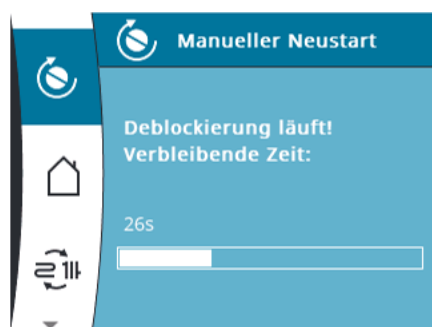 Manueller Neustart
Deblockierung läuft!
Verbleibende Zeit:
26s